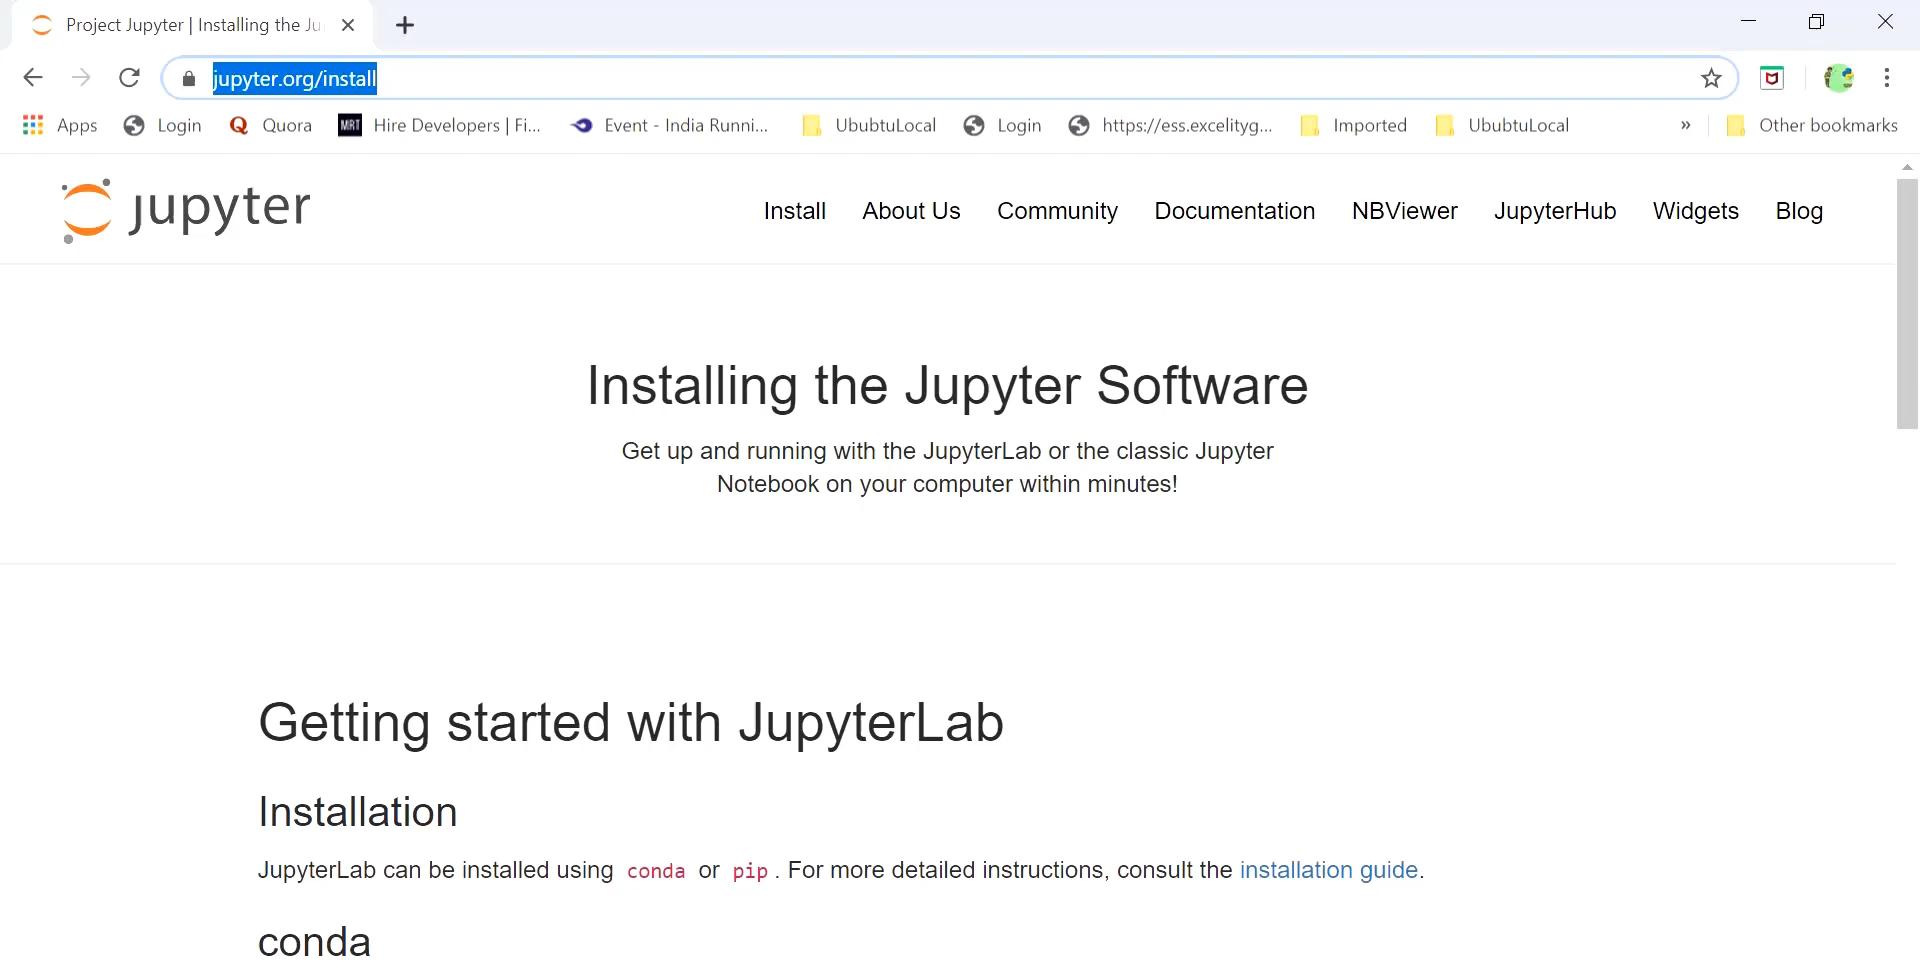 Project Jupyter | Installing the Ju
jupyter.org/install
Apps Login Quora Hire Developers | Fi... Event - India Runni... UbubtuLocal Login https://ess.excelityg... Imported UbubtuLocal » Other bookmarks
MRT
jupyter Install About Us Community Documentation NBViewer JupyterHub Widgets Blog
Installing the Jupyter Software
Get up and running with the JupyterLab or the classic Jupyter
Notebook on your computer within minutes!
Getting started with JupyterLab
Installation
JupyterLab can be installed using conda or pip. For more detailed instructions, consult the installation guide.
conda